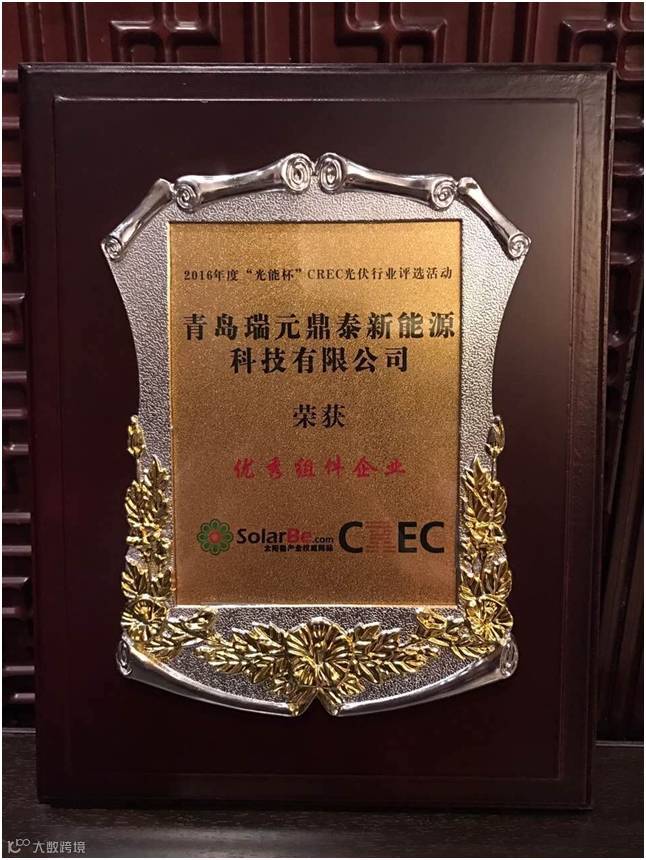 2016年度“光能杯”CREC光伏行业评选活动
青岛瑞元鼎泰新能源
科技有限公司
荣获
优秀组件企业
SolarBe.com
太阳能产业权威网站
CREC
大数跨境